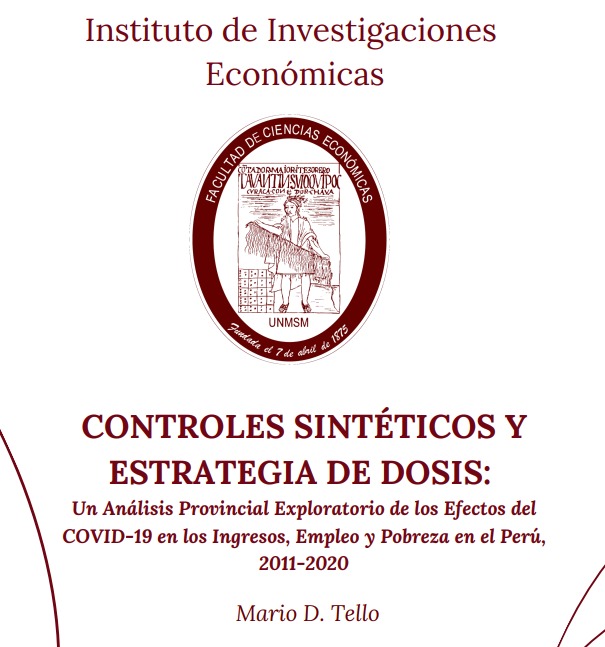 Instituto de Investigaciones
Económicas
FACULTAD DE CIENCIAS ECONÓMICAS
UNMSM
Fundada el 7 de abril de 1875
CONTROLES SINTÉTICOS Y
ESTRATEGIA DE DOSIS:
Un Análisis Provincial Exploratorio de los Efectos del
COVID-19 en los Ingresos, Empleo y Pobreza en el Perú,
2011-2020
Mario D. Tello